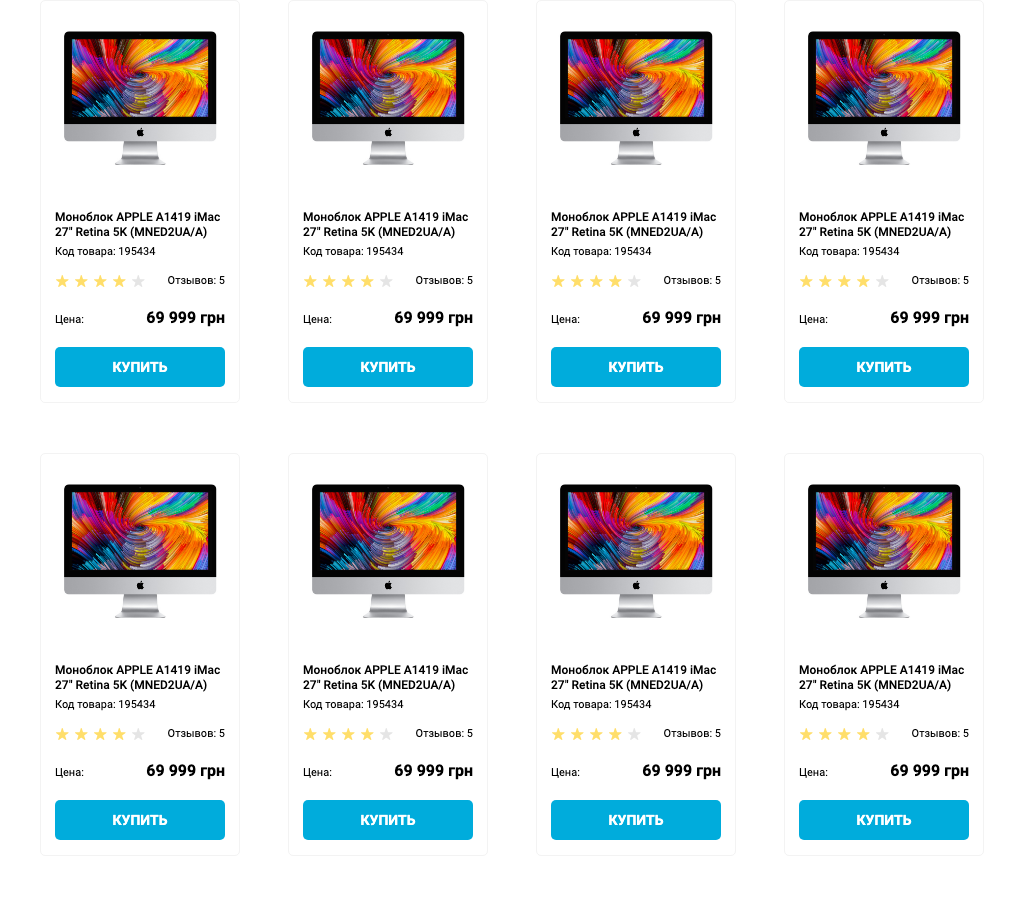 Моноблок APPLE A1419 iMac
27" Retina 5K (MNED2UA/A)
Код товара: 195434
Отзывов: 5
Цена: 69 999 грн
КУПИТЬ
Моноблок APPLE A1419 iMac
27" Retina 5K (MNED2UA/A)
Код товара: 195434
Отзывов: 5
Цена: 69 999 грн
КУПИТЬ
Моноблок APPLE A1419 iMac
27" Retina 5K (MNED2UA/A)
Код товара: 195434
Отзывов: 5
Цена: 69 999 грн
КУПИТЬ
Моноблок APPLE A1419 iMac
27" Retina 5K (MNED2UA/A)
Код товара: 195434
Отзывов: 5
Цена: 69 999 грн
КУПИТЬ
Моноблок APPLE A1419 iMac
27" Retina 5K (MNED2UA/A)
Код товара: 195434
Отзывов: 5
Цена: 69 999 грн
КУПИТЬ
Моноблок APPLE A1419 iMac
27" Retina 5K (MNED2UA/A)
Код товара: 195434
Отзывов: 5
Цена: 69 999 грн
КУПИТЬ
Моноблок APPLE A1419 iMac
27" Retina 5K (MNED2UA/A)
Код товара: 195434
Отзывов: 5
Цена: 69 999 грн
КУПИТЬ
Моноблок APPLE A1419 iMac
27" Retina 5K (MNED2UA/A)
Код товара: 195434
Отзывов: 5
Цена: 69 999 грн
КУПИТЬ